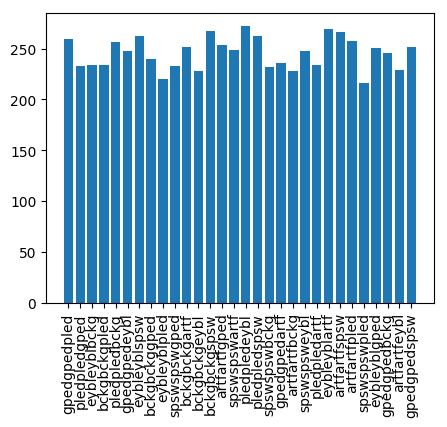 250
200
150
100
50
0
gpedgpedpled
pledpledgped
eybleyblbckg
bckgbckgpled
pledpledbckg
gpedgpedeybl
eybleyblspsw
bckgbckggped
eybleyblpled
spswspswgped
bckgbckgartf
bckgbckgeybl
bckgbckgspsw
artfartfgped
spswspswartf
pledpledeybl
pledpledspsw
spswspswbckg
gpedgpedartf
artfartfbckg
spswspsweybl
pledpledartf
eybleyblartf
artfartfspsw
artfartfpled
spswspswpled
eybleyblgped
gpedgpedbckg
artfartfeybl
gpedgpedspsw